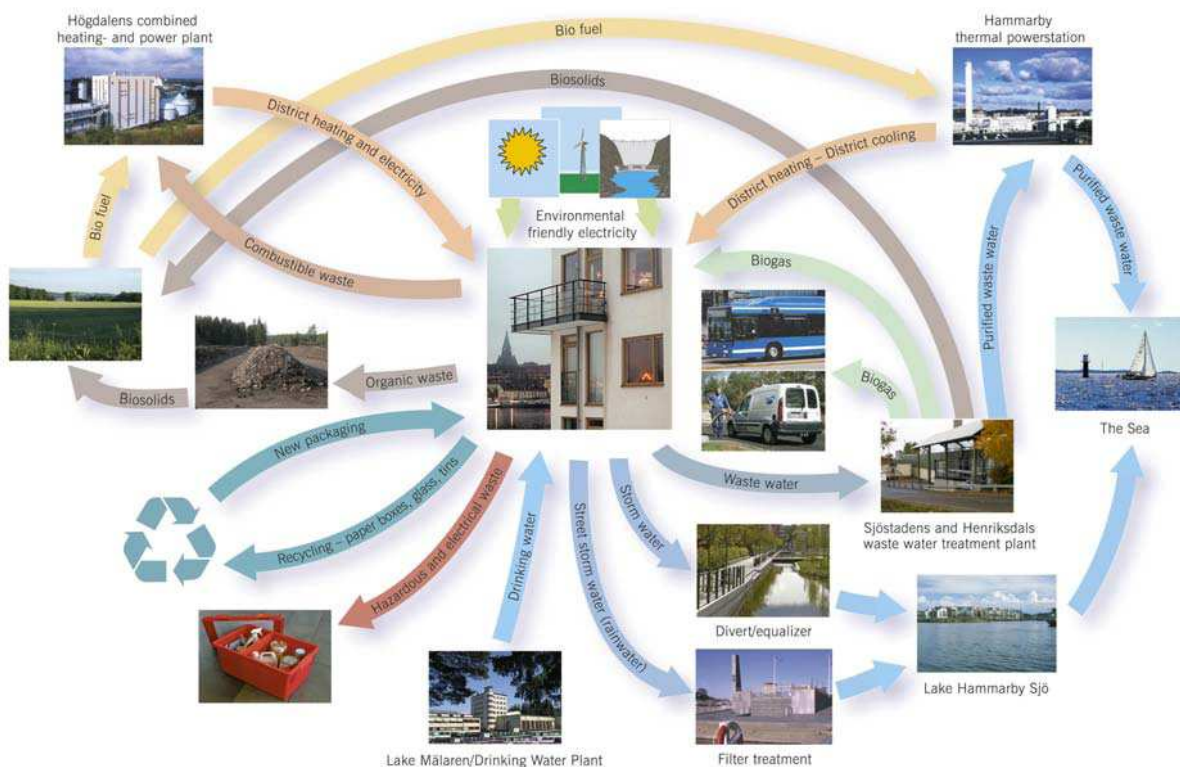 Högdalens combined
heating- and power plant
Bio fuel
Hammarby
thermal powerstation
Biosolids
District heating and electricity
District heating – District cooling
Purified waste water
Purified waste water
Bio fuel
Combustible waste
Environmental
friendly electricity
Biogas
Biogas
Organic waste
Biosolids
The Sea
New packaging
Recycling – paper boxes, glass, tins
Hazardous and electrical waste
Drinking water
Street storm water (rainwater)
Storm water
Waste water
Sjöstadens and Henriksdals
waste water treatment plant
Divert/equalizer
Lake Hammarby Sjö
Lake Mälaren/Drinking Water Plant
Filter treatment